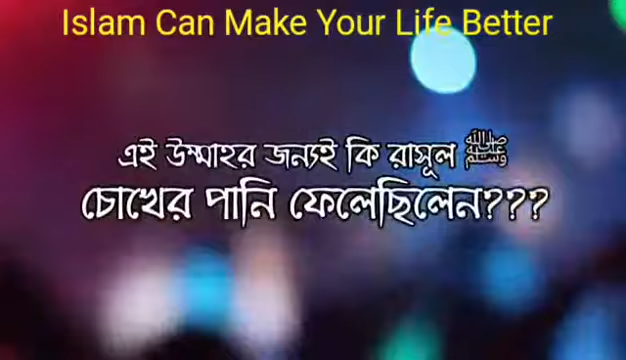 Islam Can Make Your Life Better
এই উম্মাহর জন্যই কি রাসূল ﷺ
চোখের পানি ফেলেছিলেন???